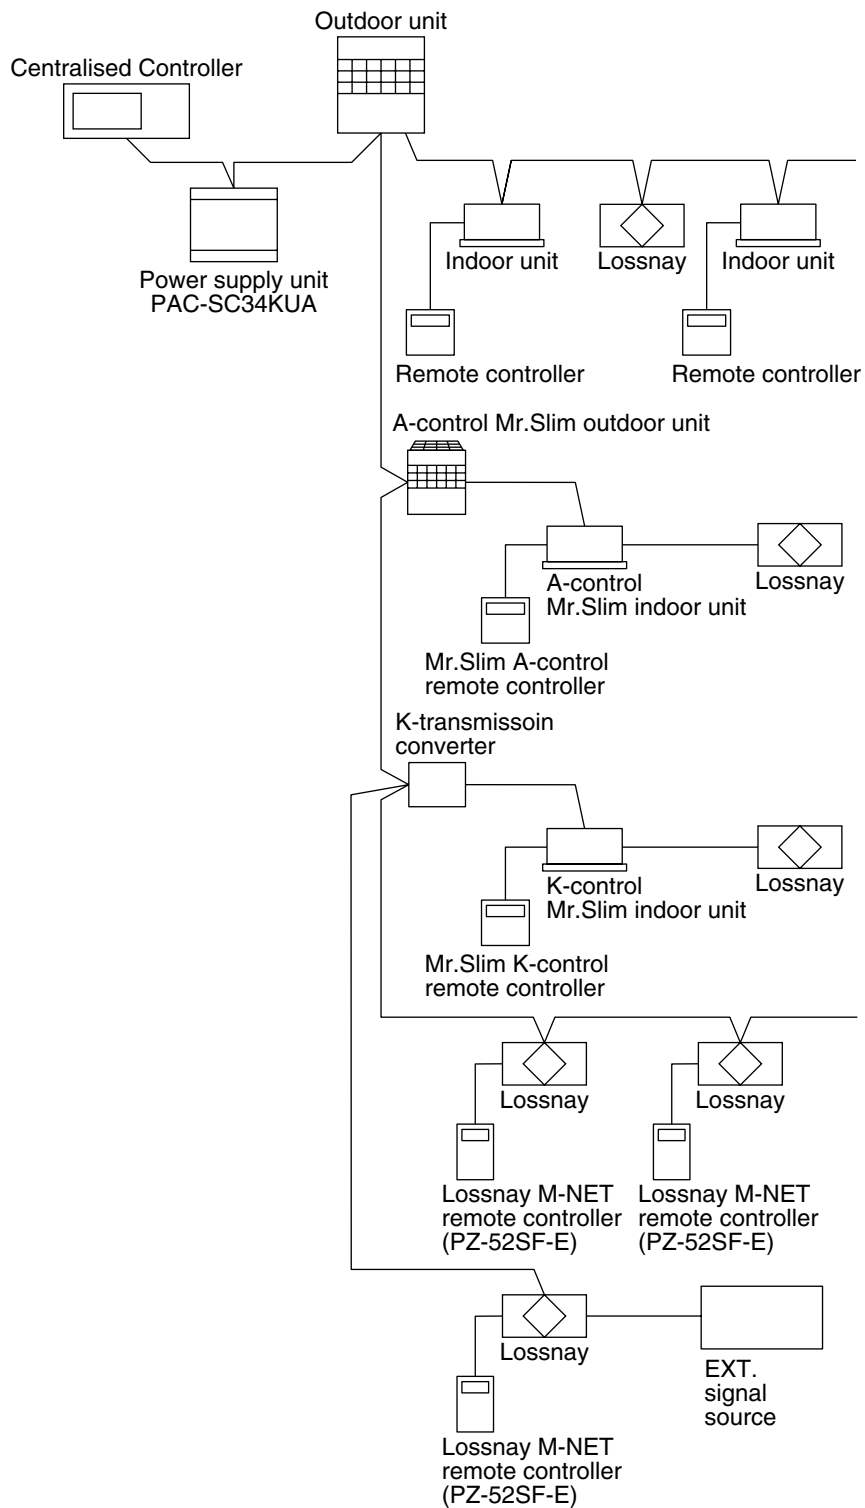 Outdoor unit
Centralised Controller
Power supply unit
PAC-SC34KUA
Indoor unit
Lossnay
Indoor unit
Remote controller
Remote controller
A-control Mr.Slim outdoor unit
A-control
Mr.Slim indoor unit
Lossnay
Mr.Slim A-control
remote controller
K-transmissoin
converter
K-control
Mr.Slim indoor unit
Lossnay
Mr.Slim K-control
remote controller
Lossnay
Lossnay
Lossnay M-NET
remote controller
(PZ-52SF-E)
Lossnay M-NET
remote controller
(PZ-52SF-E)
Lossnay
EXT.
signal
source
Lossnay M-NET
remote controller
(PZ-52SF-E)